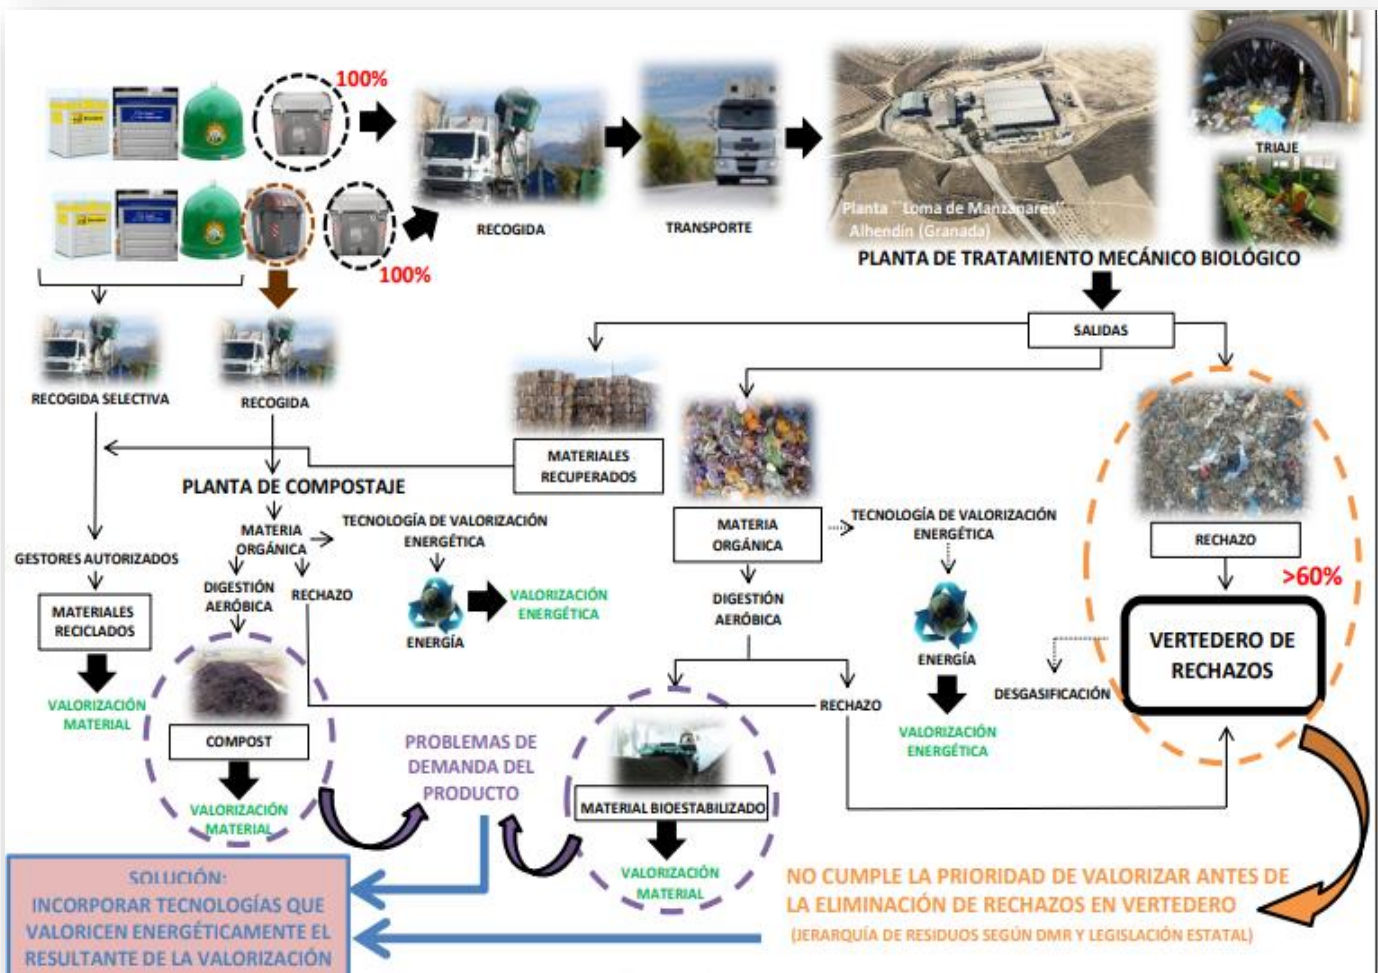 100%
100%
RECOGIDA
TRANSPORTE
Planta ``Loma de Manzanares''
Alhendín (Granada)
TRIAJE
PLANTA DE TRATAMIENTO MECÁNICO BIOLÓGICO
SALIDAS
RECOGIDA SELECTIVA
RECOGIDA
MATERIALES
RECUPERADOS
PLANTA DE COMPOSTAJE
MATERIA
ORGÁNICA
TECNOLOGÍA DE VALORIZACIÓN
ENERGÉTICA
MATERIA
ORGÁNICA
TECNOLOGÍA DE VALORIZACIÓN
ENERGÉTICA
RECHAZO
>60%
GESTORES AUTORIZADOS
DIGESTIÓN
AERÓBICA
RECHAZO
VALORIZACIÓN
ENERGÉTICA
ENERGÍA
DIGESTIÓN
AERÓBICA
ENERGÍA
MATERIALES
RECICLADOS
VERTEDERO DE
RECHAZOS
DESGASIFICACIÓN
VALORIZACIÓN
MATERIAL
RECHAZO
VALORIZACIÓN
ENERGÉTICA
COMPOST
PROBLEMAS DE
DEMANDA DEL
PRODUCTO
MATERIAL BIOESTABILIZADO
VALORIZACIÓN
MATERIAL
VALORIZACIÓN
MATERIAL
SOLUCIÓN:
INCORPORAR TECNOLOGÍAS QUE
VALORICEN ENERGÉTICAMENTE EL
RESULTANTE DE LA VALORIZACIÓN
NO CUMPLE LA PRIORIDAD DE VALORIZAR ANTES DE
LA ELIMINACIÓN DE RECHAZOS EN VERTEDERO
(JERARQUÍA DE RESIDUOS SEGÚN DMR Y LEGISLACIÓN ESTATAL)